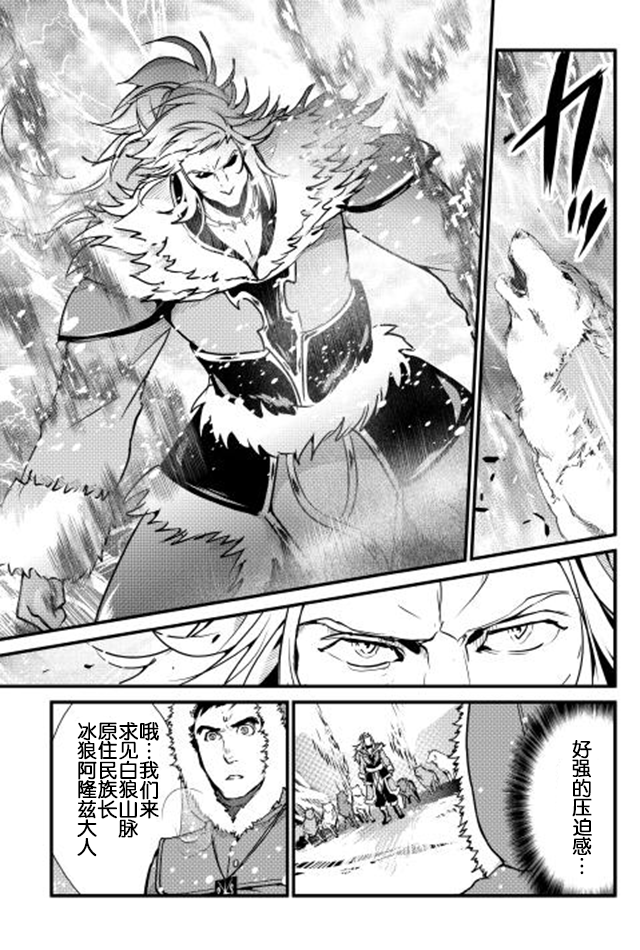 カッ
好强的压迫感…
哦…我们来
求见白狼山脉
原住民族长
冰狼阿隆兹大人